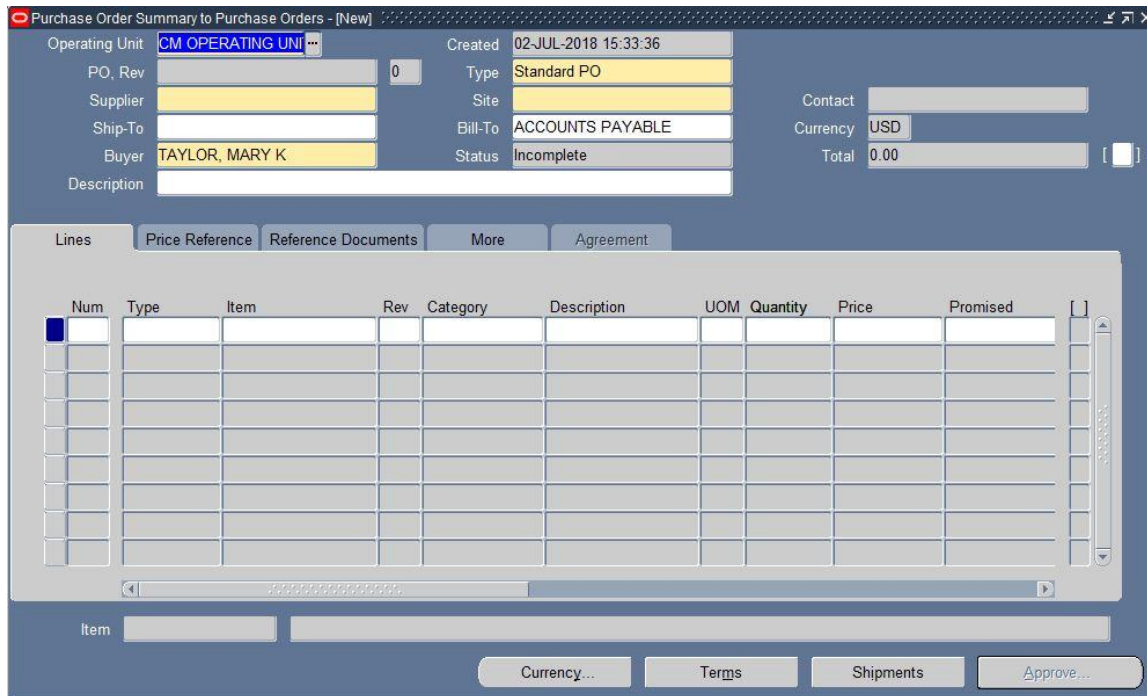 Purchase Order Summary to Purchase Orders - [New]
Operating Unit CM OPERATING UNI ... Created 02-JUL-2018 15:33:36
PO, Rev 0 Type Standard PO
Supplier Site Contact
Ship-To Bill-To ACCOUNTS PAYABLE Currency USD
Buyer TAYLOR, MARY K Status Incomplete Total 0.00 [ ]
Description
Lines Price Reference Reference Documents More Agreement
Num Type Item Rev Category Description UOM Quantity Price Promised [ ]
Item
Currency... Terms Shipments Approve...